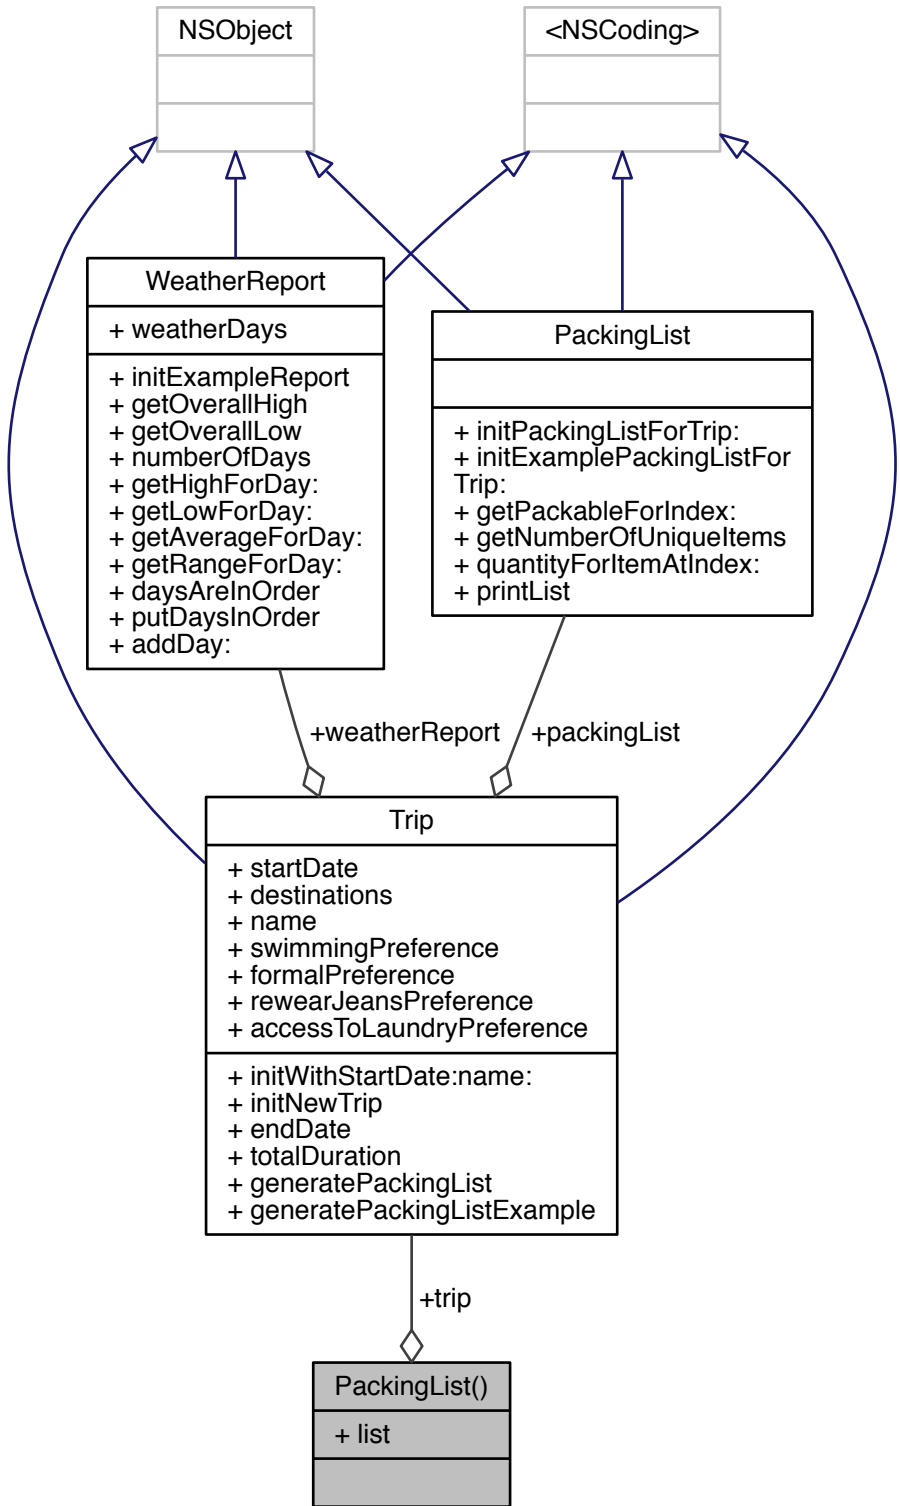 NSObject
<NSCoding>
WeatherReport
+ weatherDays
+ initExampleReport
+ getOverallHigh
+ getOverallLow
+ numberOfDays
+ getHighForDay:
+ getLowForDay:
+ getAverageForDay:
+ getRangeForDay:
+ daysAreInOrder
+ putDaysInOrder
+ addDay:
PackingList
+ initPackingListForTrip:
+ initExamplePackingListFor
Trip:
+ getPackableForIndex:
+ getNumberOfUniqueItems
+ quantityForItemAtIndex:
+ printList
+weatherReport
+packingList
Trip
+ startDate
+ destinations
+ name
+ swimmingPreference
+ formalPreference
+ rewearJeansPreference
+ accessToLaundryPreference
+ initWithStartDate:name:
+ initNewTrip
+ endDate
+ totalDuration
+ generatePackingList
+ generatePackingListExample
+trip
PackingList()
+ list